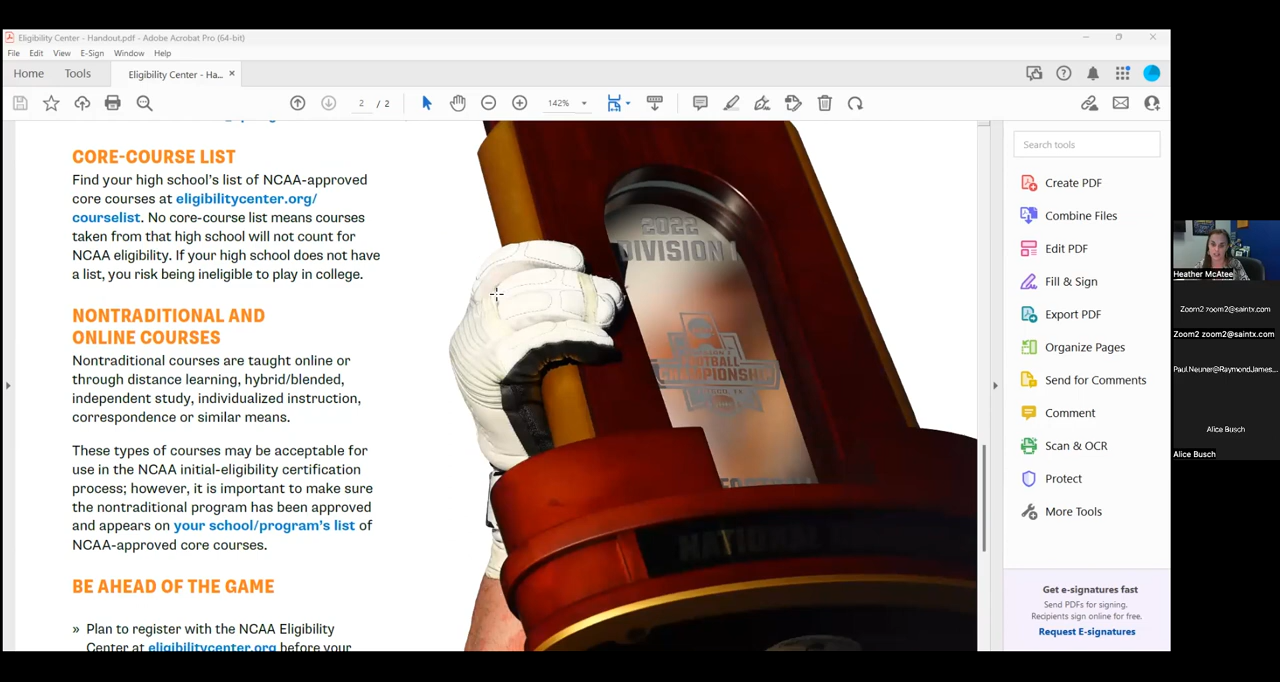 Eligibility Center - Handout.pdf - Adobe Acrobat Pro (64-bit)
File Edit View E-Sign Window Help
Home Tools Eligibility Center - Ha... ×
2 / 2 142%
CORE-COURSE LIST
Find your high school's list of NCAA-approved
core courses at eligibilitycenter.org/
courselist. No core-course list means courses
taken from that high school will not count for
NCAA eligibility. If your high school does not have
a list, you risk being ineligible to play in college.
NONTRADITIONAL AND
ONLINE COURSES
Nontraditional courses are taught online or
through distance learning, hybrid/blended,
independent study, individualized instruction,
correspondence or similar means.
These types of courses may be acceptable for
use in the NCAA initial-eligibility certification
process; however, it is important to make sure
the nontraditional program has been approved
and appears on your school/program's list of
NCAA-approved core courses.
BE AHEAD OF THE GAME
» Plan to register with the NCAA Eligibility
Center at eligibilitycenter.org before your
2022
DIVISION I
FOOTBALL
CHAMPIONSHIP
NATIONAL
Search tools
Create PDF
Combine Files
Edit PDF
Fill & Sign
Export PDF
Organize Pages
Send for Comments
Comment
Scan & OCR
Protect
More Tools
Get e-signatures fast
Send PDFs for signing.
Recipients sign online for free.
Request E-signatures
Heather McAtee
Zoom2 zoom2@saintx.com
Zoom2 zoom2@saintx.com
Paul.Neuner@RaymondJames...
Alice Busch
Alice Busch